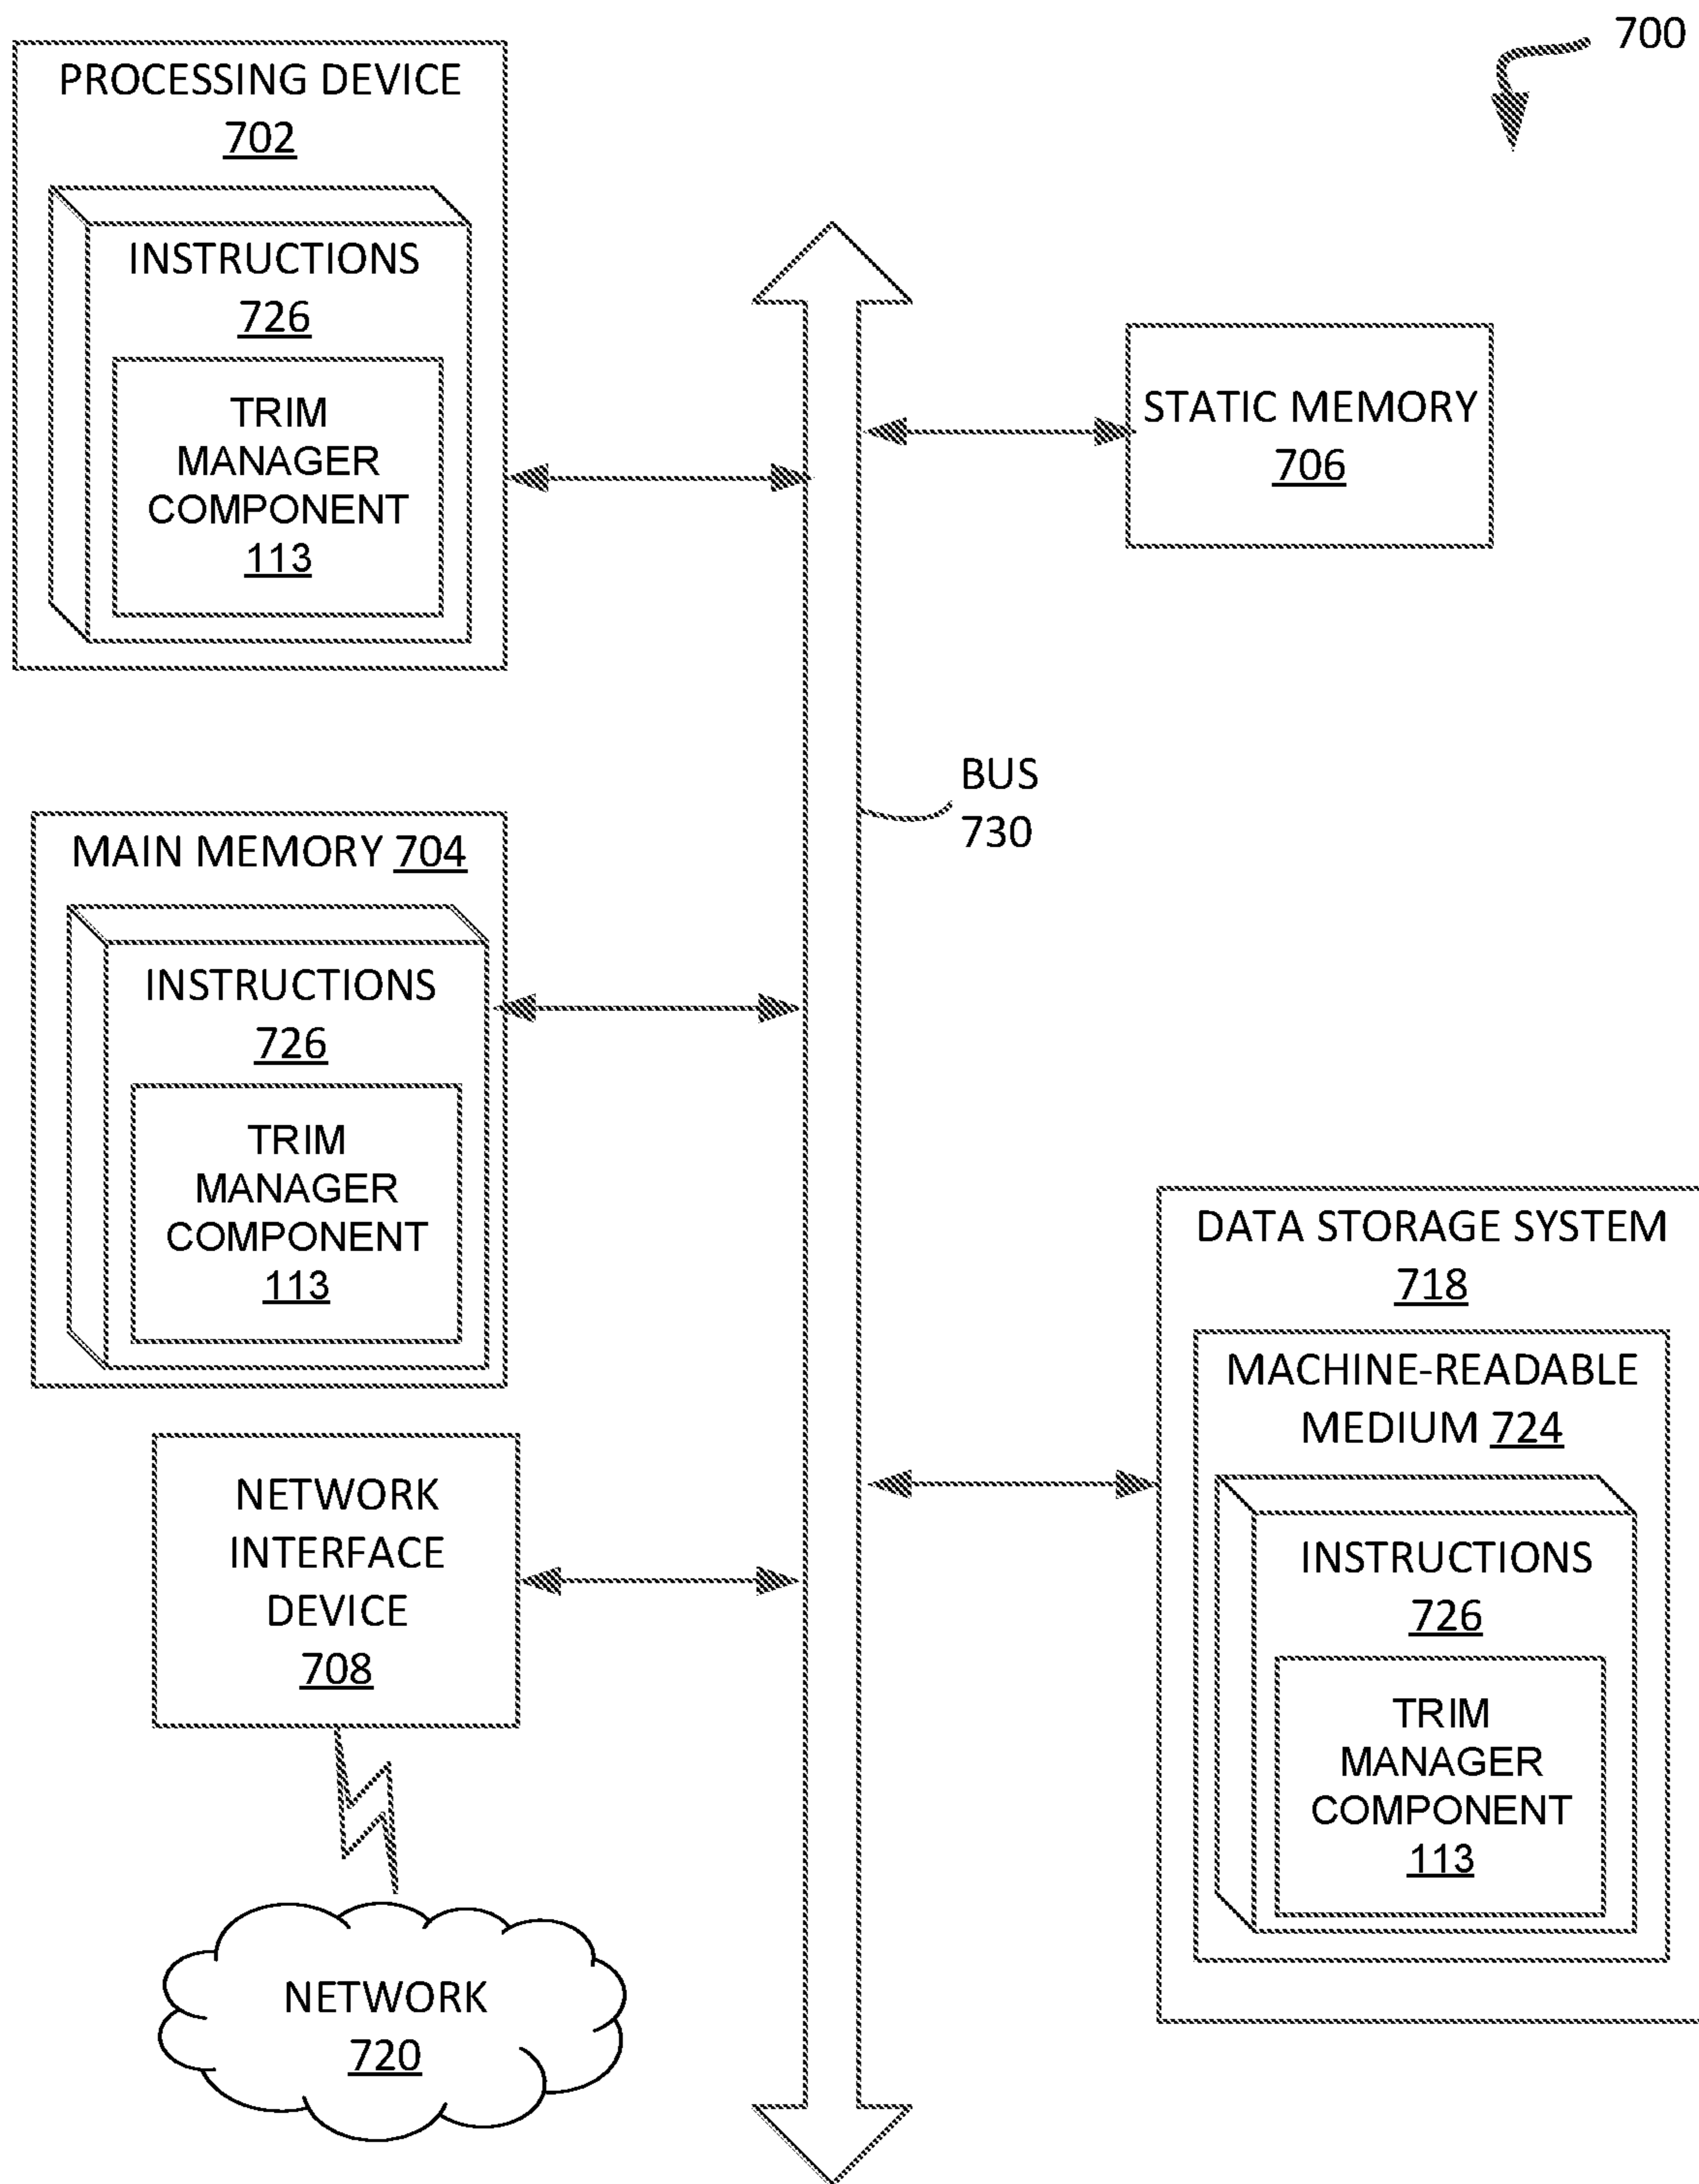 700
PROCESSING DEVICE
702
INSTRUCTIONS
726
TRIM
MANAGER
COMPONENT
113
STATIC MEMORY
706
BUS
730
MAIN MEMORY 704
INSTRUCTIONS
726
TRIM
MANAGER
COMPONENT
113
DATA STORAGE SYSTEM
718
MACHINE-READABLE
MEDIUM 724
INSTRUCTIONS
726
TRIM
MANAGER
COMPONENT
113
NETWORK
INTERFACE
DEVICE
708
NETWORK
720